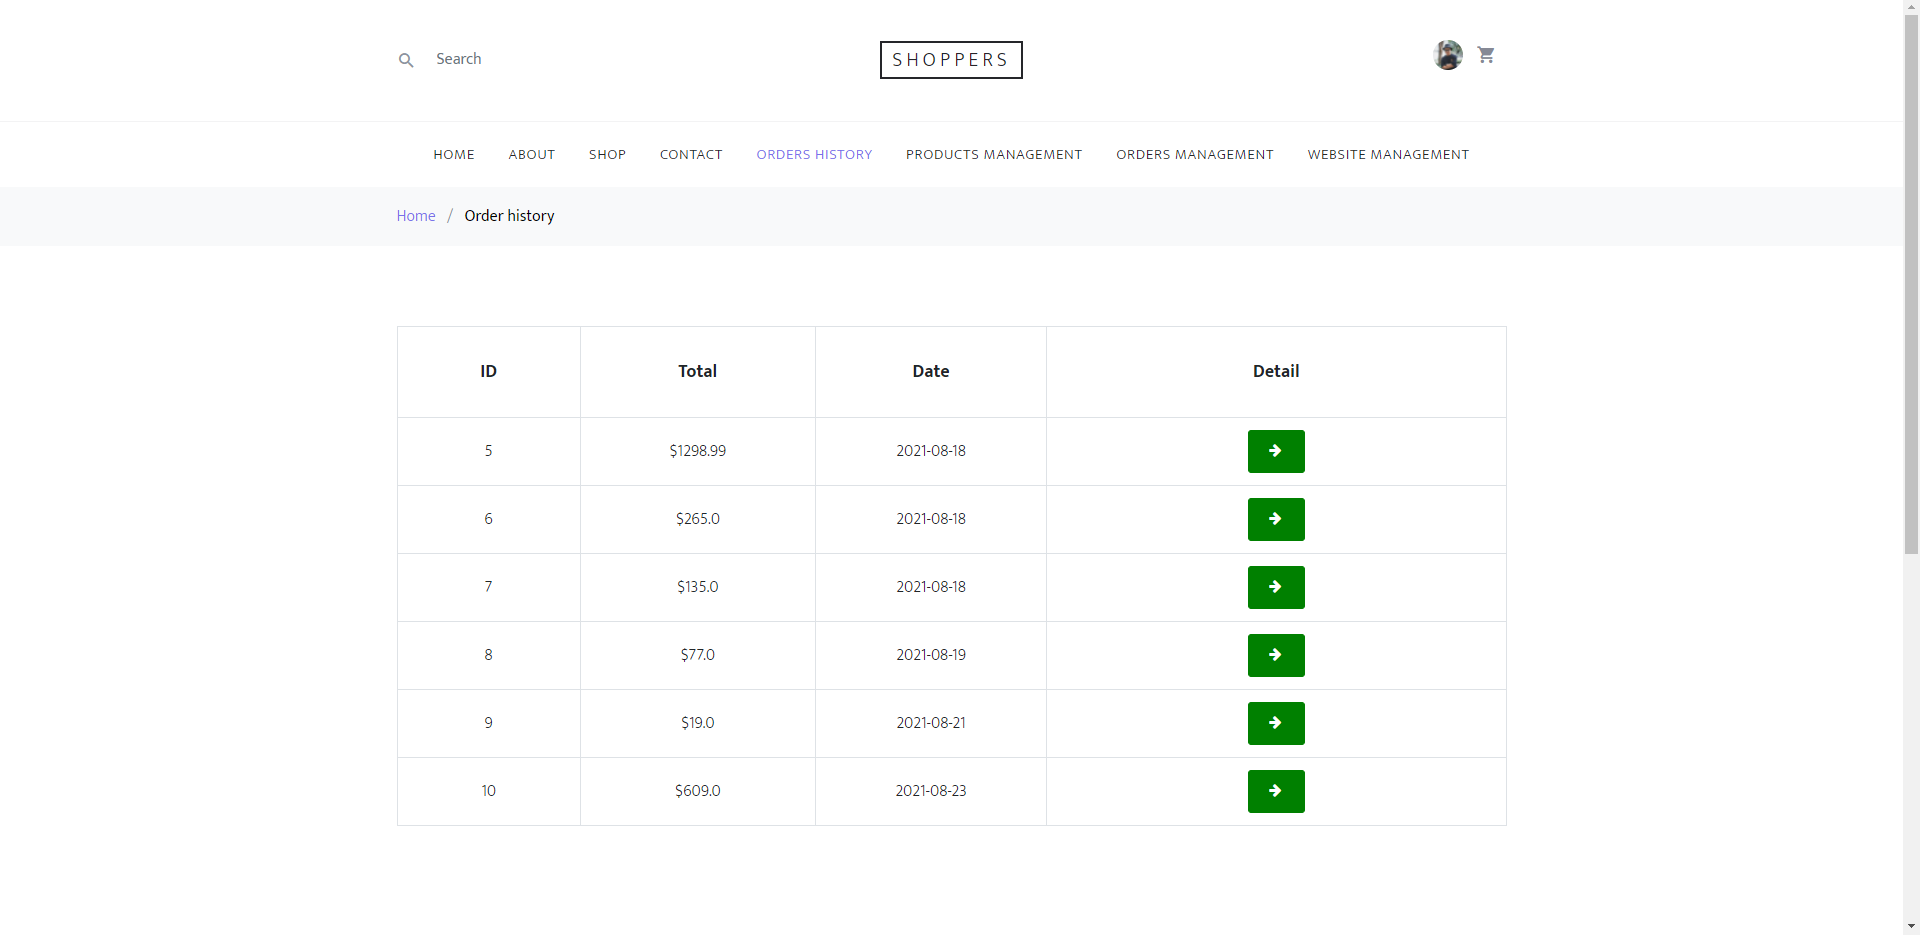 Search
SHOPPERS
HOME ABOUT SHOP CONTACT ORDERS HISTORY PRODUCTS MANAGEMENT ORDERS MANAGEMENT WEBSITE MANAGEMENT
Home / Order history
ID Total Date Detail
5 $1298.99 2021-08-18
6 $265.0 2021-08-18
7 $135.0 2021-08-18
8 $77.0 2021-08-19
9 $19.0 2021-08-21
10 $609.0 2021-08-23